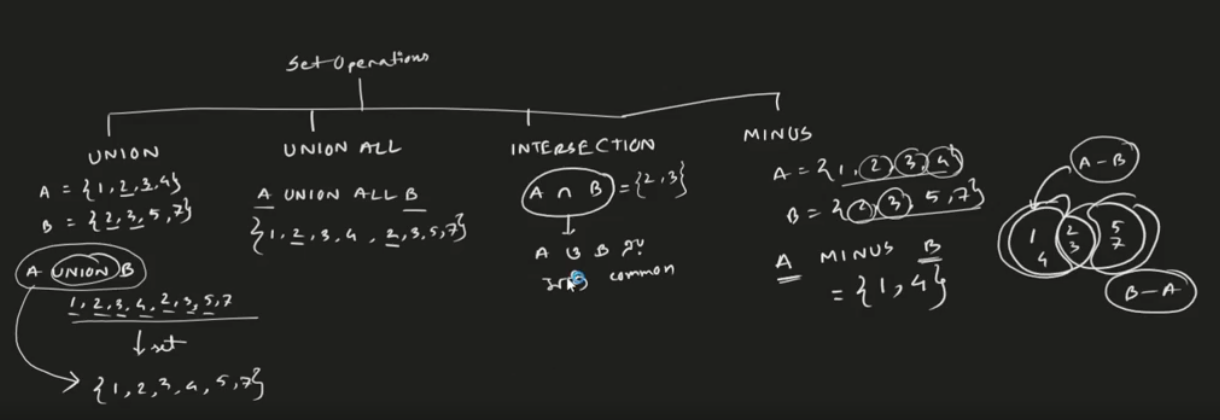 Set Operations
UNION
A = {1, 2, 3, 4}
B = {2, 3, 5, 7}
A UNION B
1, 2, 3, 4, 2, 3, 5, 7
↓ set
{1, 2, 3, 4, 5, 7}
UNION ALL
A UNION ALL B
{1, 2, 3, 4, 2, 3, 5, 7}
INTERSECTION
A ∩ B = {2, 3}
A B
common
MINUS
A = {1, 2, 3, 4}
B = {2, 3, 5, 7}
A MINUS B
= {1, 4}
A - B
1 2 5
4 3 7
B - A